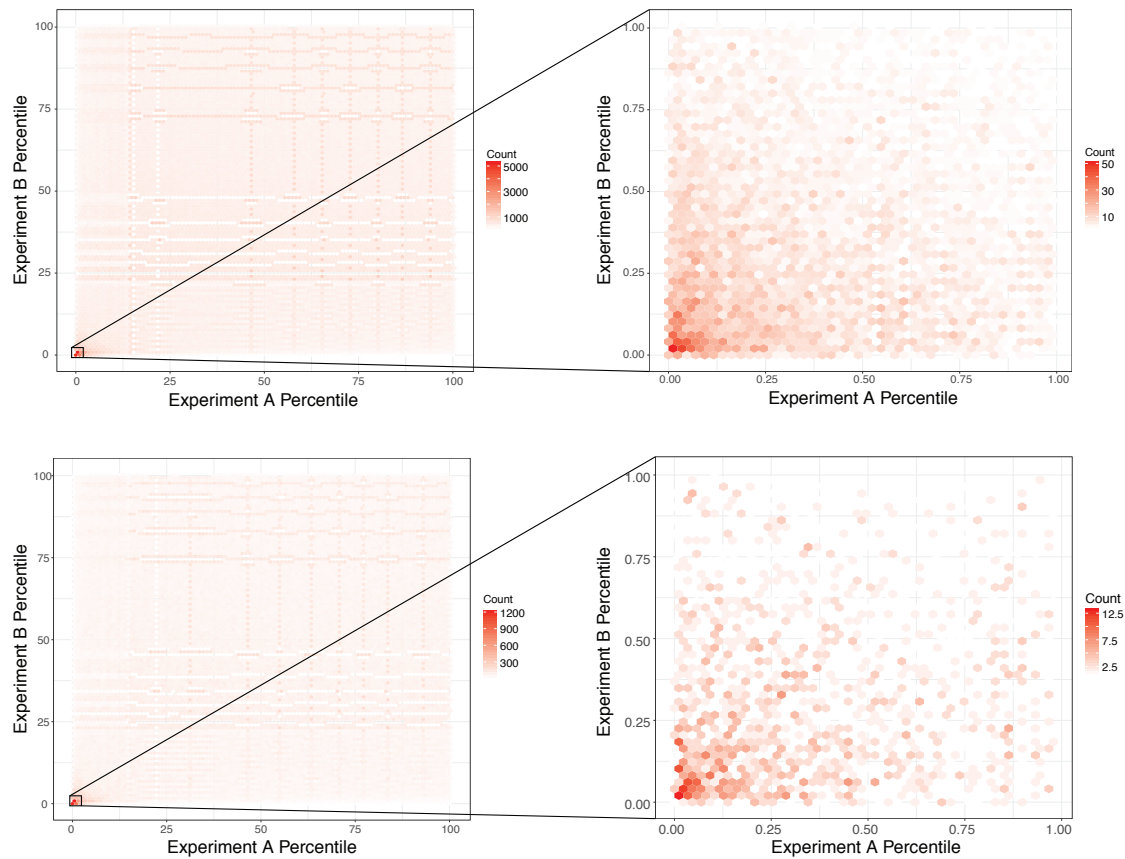 100
75
50
25
0
Experiment B Percentile
0 25 50 75 100
Experiment A Percentile
Count
5000
3000
1000
1.00
0.75
0.50
0.25
0.00
Experiment B Percentile
0.00 0.25 0.50 0.75 1.00
Experiment A Percentile
Count
50
30
10
100
75
50
25
0
Experiment B Percentile
0 25 50 75 100
Experiment A Percentile
Count
1200
900
600
300
1.00
0.75
0.50
0.25
0.00
Experiment B Percentile
0.00 0.25 0.50 0.75 1.00
Experiment A Percentile
Count
12.5
7.5
2.5